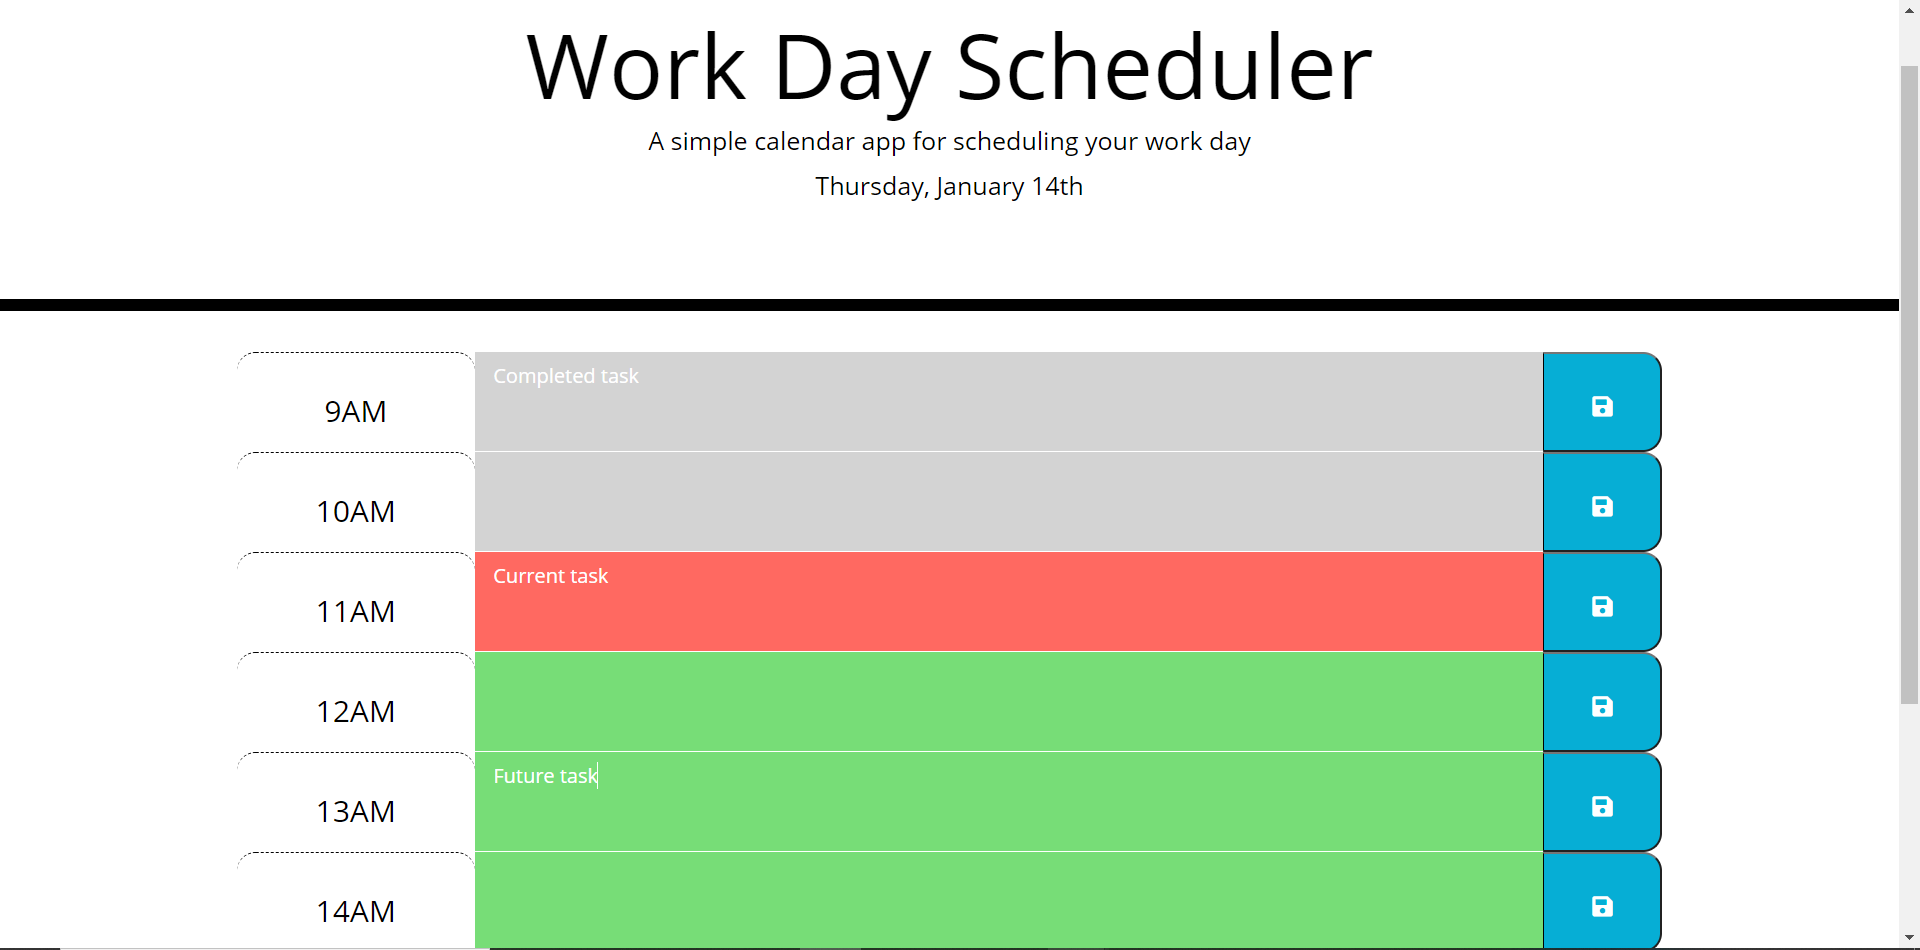 Work Day Scheduler
A simple calendar app for scheduling your work day
Thursday, January 14th
9AM
Completed task
10AM
11AM
Current task
12AM
13AM
Future task
14AM